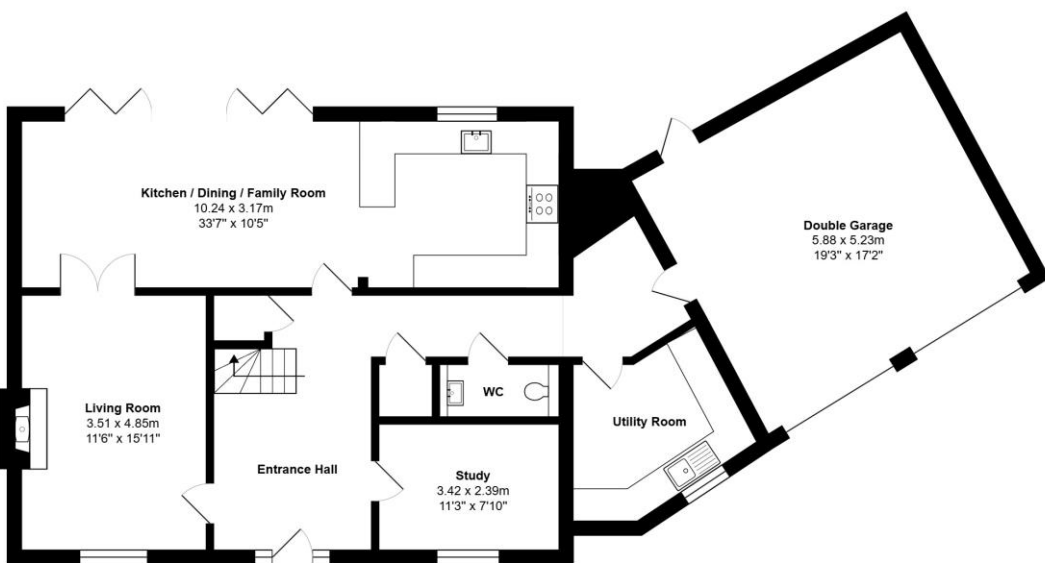 Kitchen / Dining / Family Room
10.24 x 3.17m
33'7" x 10'5"
Double Garage
5.88 x 5.23m
19'3" x 17'2"
Living Room
3.51 x 4.85m
11'6" x 15'11"
WC
Utility Room
Entrance Hall
Study
3.42 x 2.39m
11'3" x 7'10"